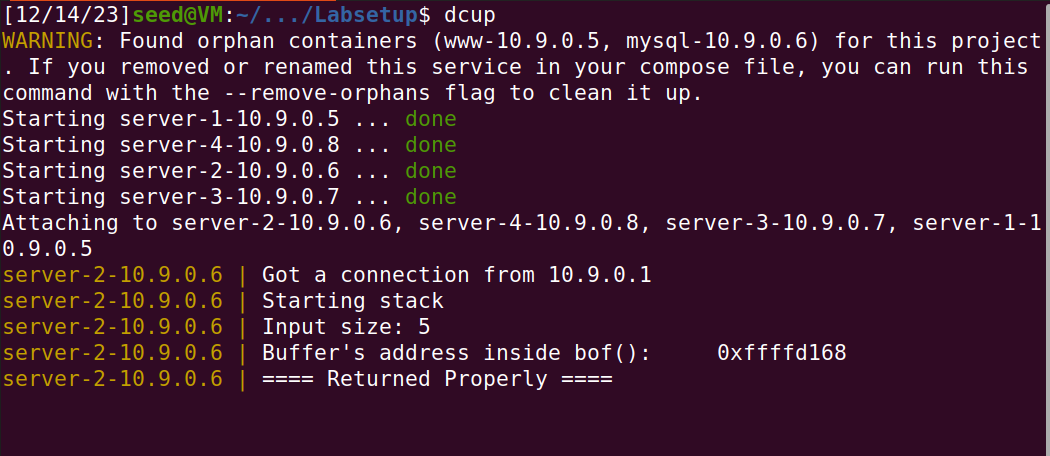 [12/14/23]seed@VM:~/.../Labsetup$ dcup
WARNING: Found orphan containers (www-10.9.0.5, mysql-10.9.0.6) for this project
. If you removed or renamed this service in your compose file, you can run this
command with the --remove-orphans flag to clean it up.
Starting server-1-10.9.0.5 ... done
Starting server-4-10.9.0.8 ... done
Starting server-2-10.9.0.6 ... done
Starting server-3-10.9.0.7 ... done
Attaching to server-2-10.9.0.6, server-4-10.9.0.8, server-3-10.9.0.7, server-1-1
0.9.0.5
server-2-10.9.0.6 | Got a connection from 10.9.0.1
server-2-10.9.0.6 | Starting stack
server-2-10.9.0.6 | Input size: 5
server-2-10.9.0.6 | Buffer's address inside bof():     0xffffd168
server-2-10.9.0.6 | ==== Returned Properly ====